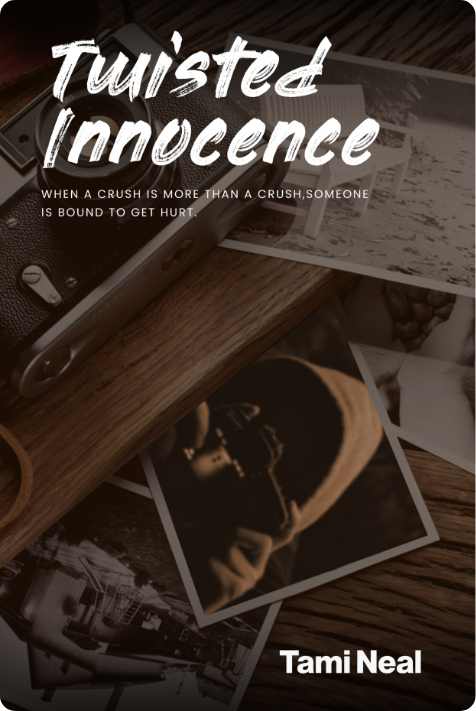 Twisted
Innocence
WHEN A CRUSH IS MORE THAN A CRUSH,SOMEONE
IS BOUND TO GET HURT.
Tami Neal